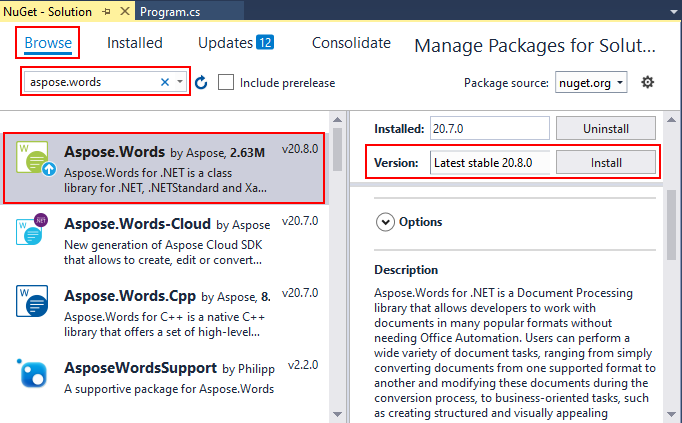 NuGet - Solution
Program.cs
Browse
Installed
Updates 12
Consolidate
Manage Packages for Solut...
aspose.words
Include prerelease
Package source: nuget.org
Aspose.Words by Aspose, 2.63M
v20.8.0
Aspose.Words for .NET is a class
library for .NET, .NETStandard and Xa...
Aspose.Words-Cloud by Aspose
v20.7.0
New generation of Aspose Cloud SDK
that allows to create, edit or convert...
Aspose.Words.Cpp by Aspose, 8.
v20.7.0
Aspose.Words for C++ is a native C++
library that offers a set of high-level...
AsposeWordsSupport by Philipp
v2.2.0
A supportive package for Aspose.Words
Installed: 20.7.0 Uninstall
Version: Latest stable 20.8.0 Install
Options
Description
Aspose.Words for .NET is a Document Processing
library that allows developers to work with
documents in many popular formats without
needing Office Automation. Users can perform a
wide variety of document tasks, ranging from simply
converting documents from one supported format to
another and modifying these documents during the
conversion process, to business-oriented tasks, such
as creating structured and visually appealing